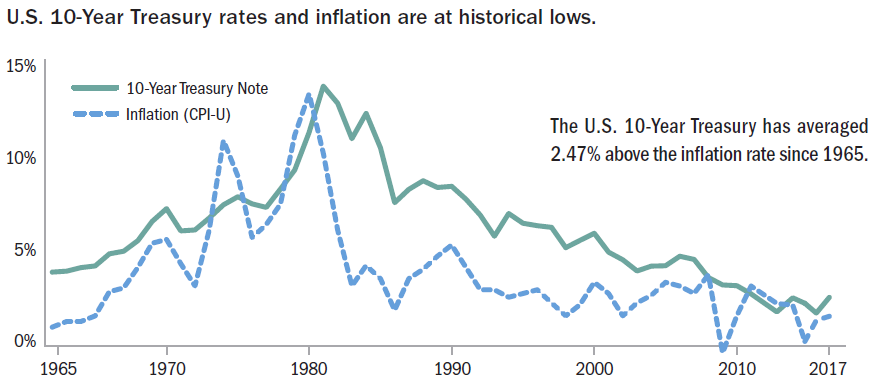 U.S. 10-Year Treasury rates and inflation are at historical lows.
15%
10-Year Treasury Note
Inflation (CPI-U)
The U.S. 10-Year Treasury has averaged
2.47% above the inflation rate since 1965.
10%
5%
0%
1965 1970 1980 1990 2000 2010 2017